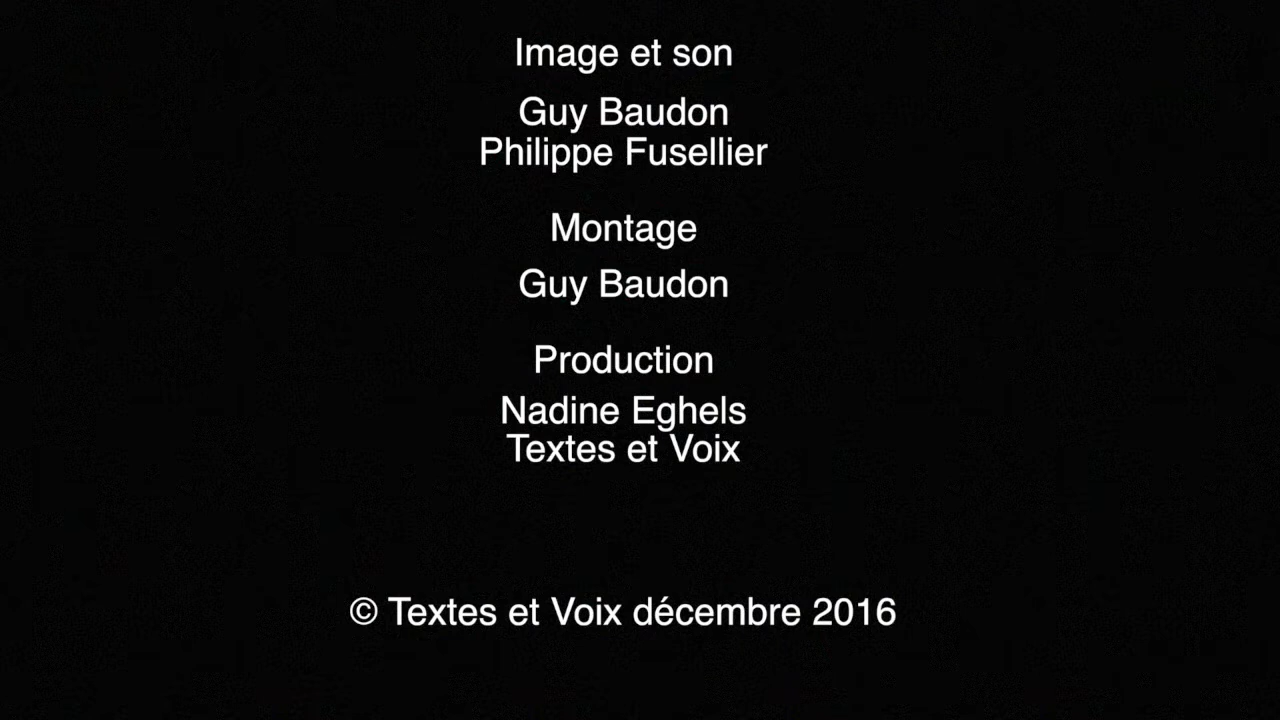 Image et son
Guy Baudon
Philippe Fusellier
Montage
Guy Baudon
Production
Nadine Eghels
Textes et Voix
© Textes et Voix décembre 2016